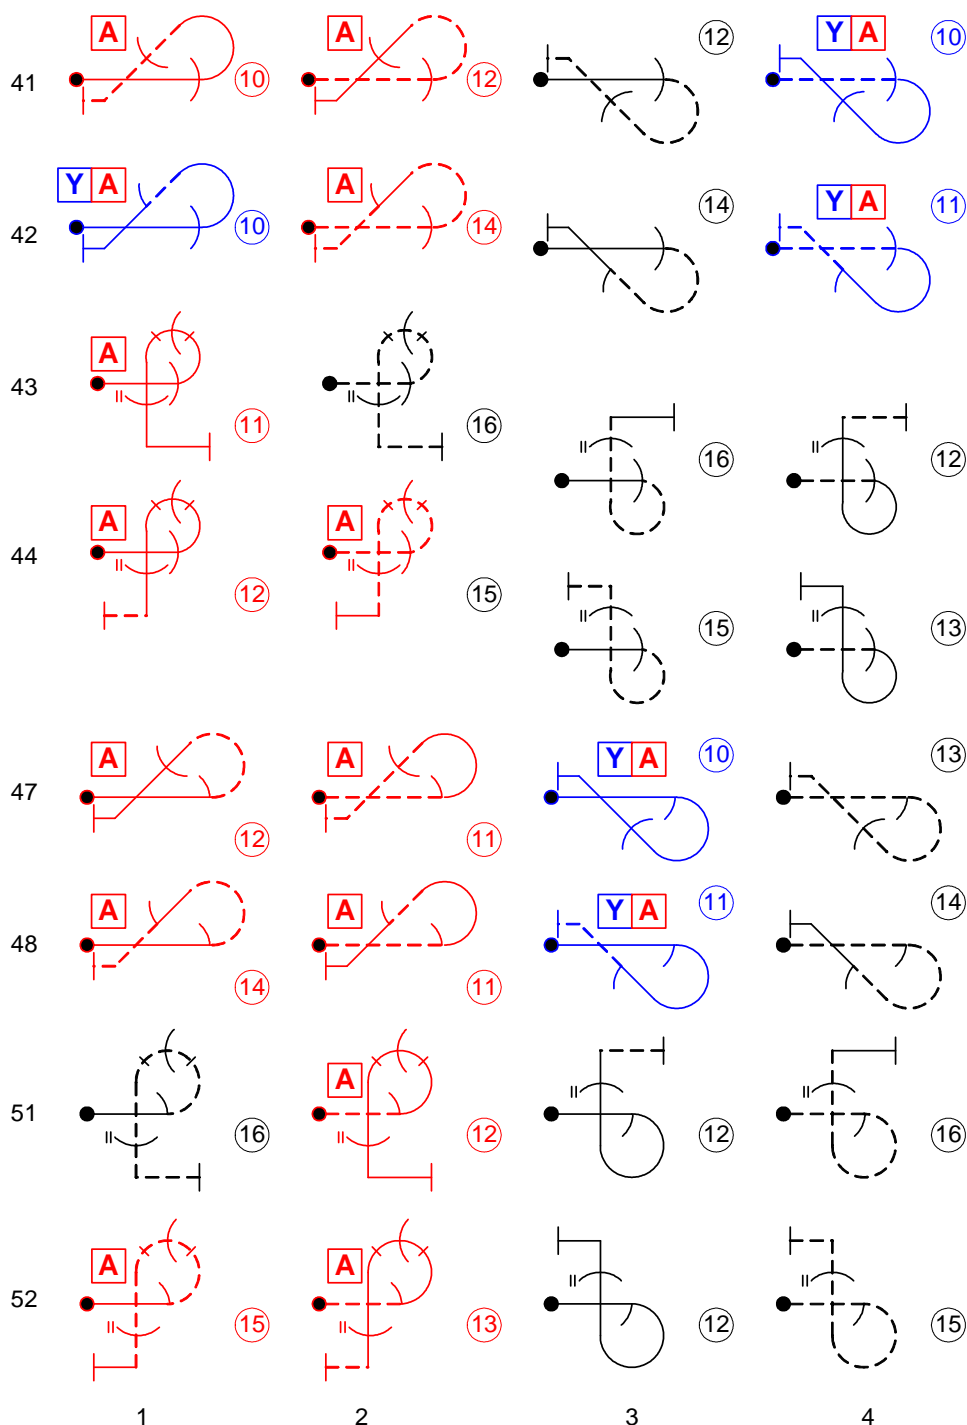 A A 12 Y A 10
41 10 12
Y A A 14 Y A 11
42 10 14
A
43 11 16 16 12
A A
44 12 15 15 13
A A Y A 10 13
47 12 11
A A Y A 11 14
48 14 11
A
51 16 12 12 16
A A
52 15 13 12 15
1 2 3 4